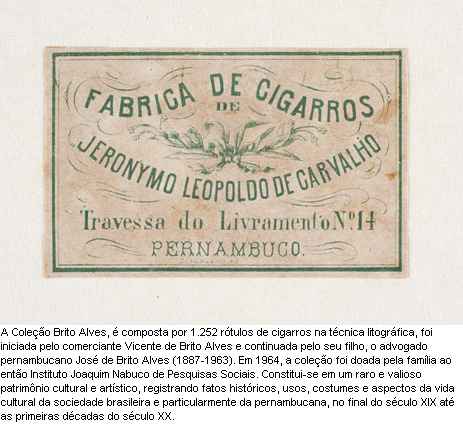 FABRICA DE CIGARROS
DE
JERONYMO LEOPOLDO DE CARVALHO
Travessa do Livramento Nº 14
PERNAMBUCO.
A Coleção Brito Alves, é composta por 1.252 rótulos de cigarros na técnica litográfica, foi
iniciada pelo comerciante Vicente de Brito Alves e continuada pelo seu filho, o advogado
pernambucano José de Brito Alves (1887-1963). Em 1964, a coleção foi doada pela família ao
então Instituto Joaquim Nabuco de Pesquisas Sociais. Constitui-se em um raro e valioso
patrimônio cultural e artístico, registrando fatos históricos, usos, costumes e aspectos da vida
cultural da sociedade brasileira e particularmente da pernambucana, no final do século XIX até
as primeiras décadas do século XX.